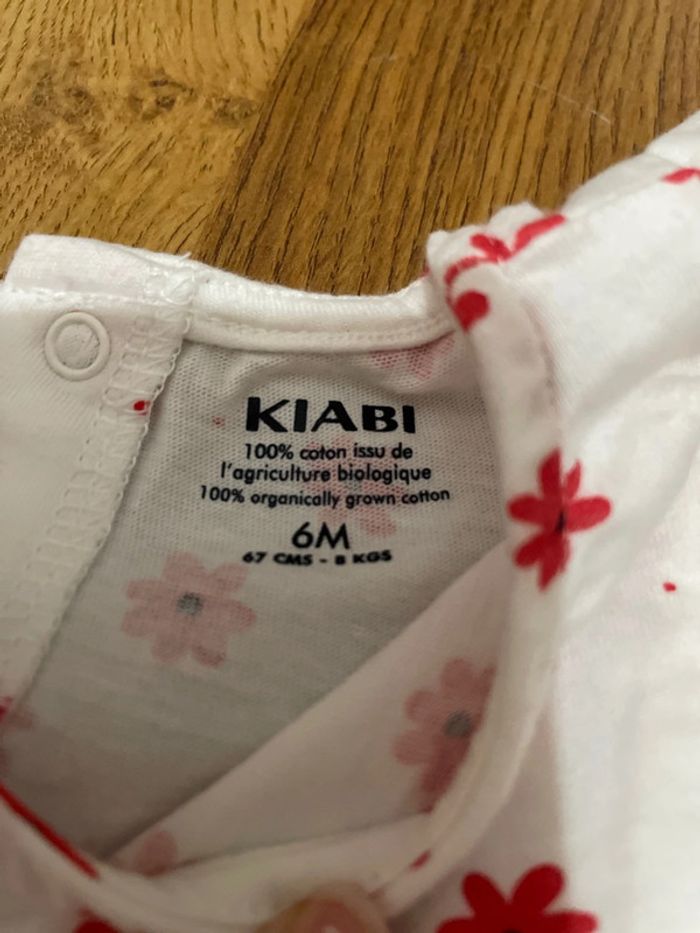 KIABI
100% coton issu de
l'agriculture biologique
100% organically grown cotton
6M
67 CMS - 8 KGS